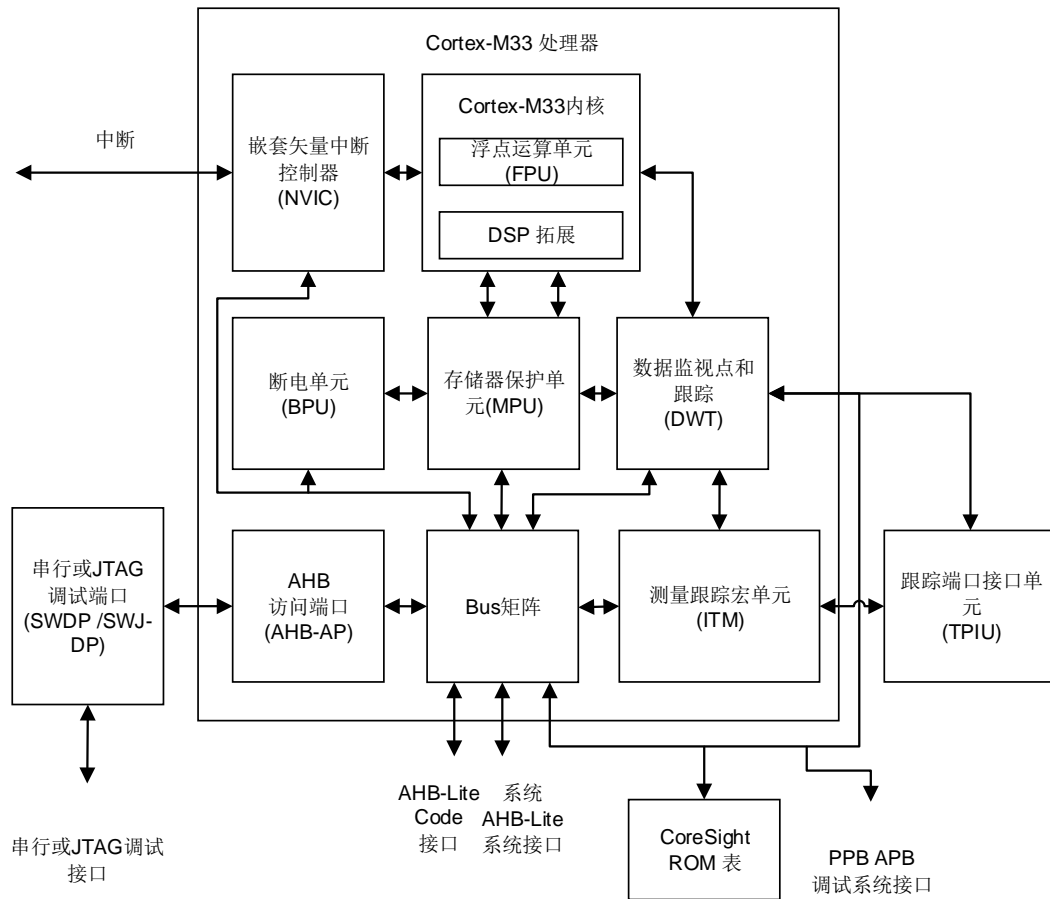 Cortex-M33 处理器
中断
嵌套矢量中断
控制器
(NVIC)
Cortex-M33内核
浮点运算单元
(FPU)
DSP 拓展
断电单元
(BPU)
存储器保护单
元(MPU)
数据监视点和
跟踪
(DWT)
串行或JTAG
调试端口
(SWDP /SWJ-
DP)
AHB
访问端口
(AHB-AP)
Bus矩阵
测量跟踪宏单元
(ITM)
跟踪端口接口单
元
(TPIU)
串行或JTAG调试
接口
AHB-Lite
Code
接口
系统
AHB-Lite
系统接口
CoreSight
ROM 表
PPB APB
调试系统接口